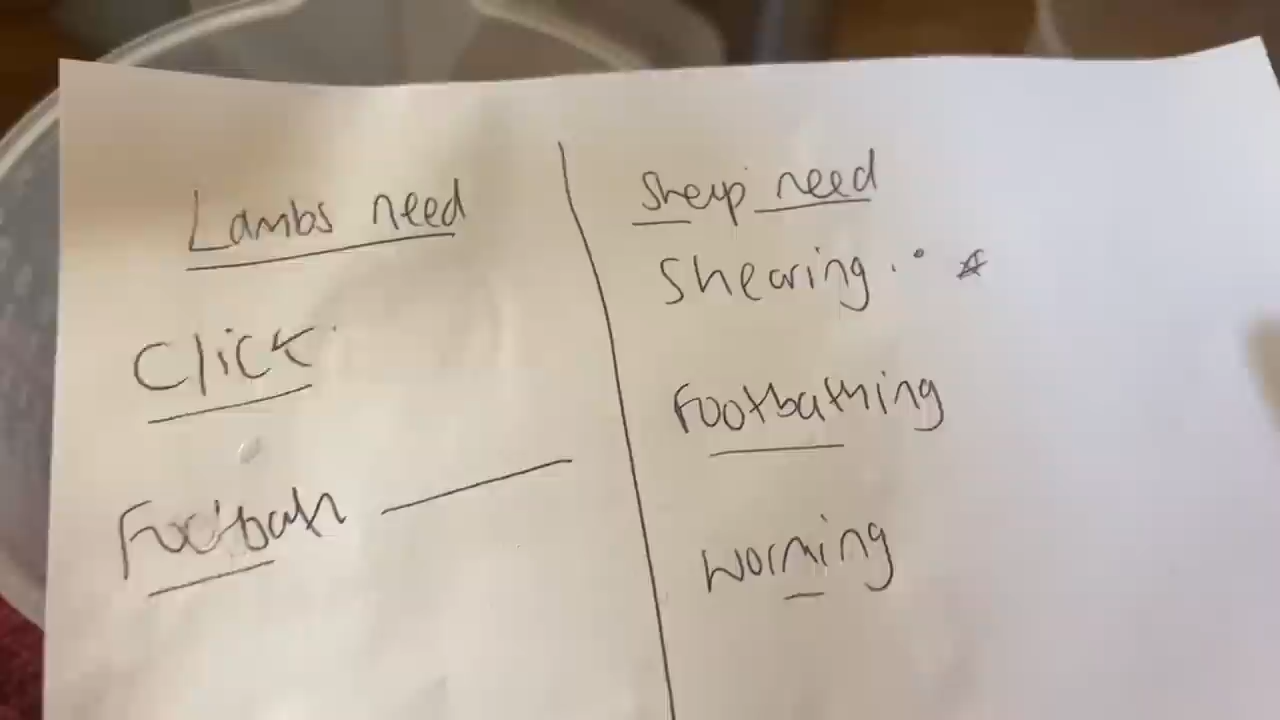 Lambs need
Click
Footbath
Sheep need
Shearing
Footbathing
Worming